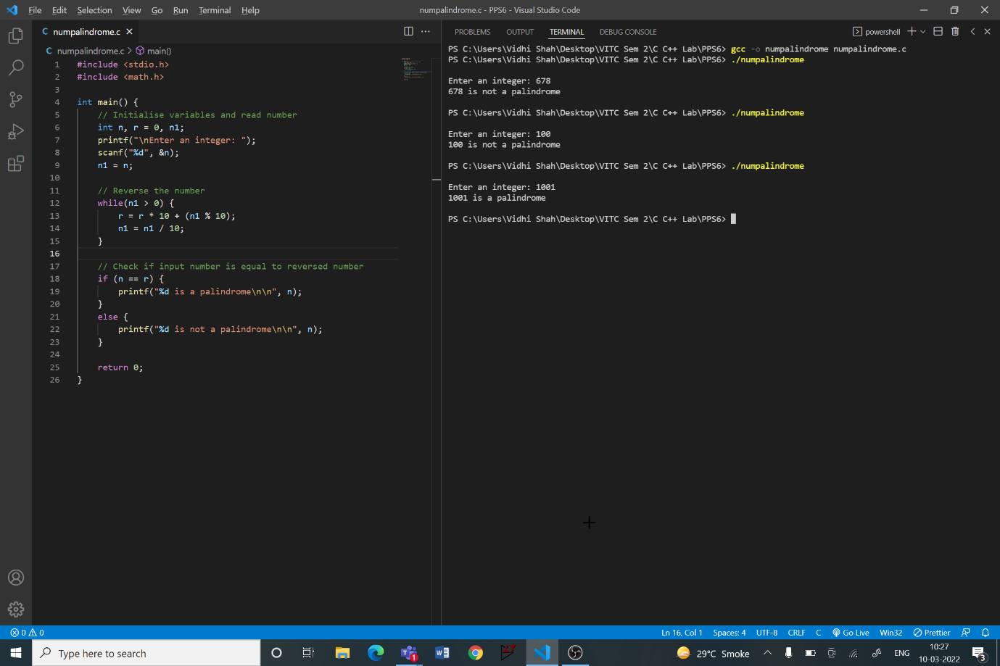 File Edit Selection View Go Run Terminal Help
numpalindrome.c - PPS6 - Visual Studio Code
C numpalindrome.c
C numpalindrome.c > main()
1 #include <stdio.h>
2 #include <math.h>
3
4 int main() {
5 // Initialise variables and read number
6 int n, r = 0, n1;
7 printf("\nEnter an integer: ");
8 scanf("%d", &n);
9 n1 = n;
10
11 // Reverse the number
12 while(n1 > 0) {
13 r = r * 10 + (n1 % 10);
14 n1 = n1 / 10;
15 }
16
17 // Check if input number is equal to reversed number
18 if (n == r) {
19 printf("%d is a palindrome\n\n", n);
20 }
21 else {
22 printf("%d is not a palindrome\n\n", n);
23 }
24
25 return 0;
26 }
PROBLEMS OUTPUT TERMINAL DEBUG CONSOLE
powershell
PS C:\Users\Vidhi Shah\Desktop\VITC Sem 2\C C++ Lab\PPS6> gcc -o numpalindrome numpalindrome.c
PS C:\Users\Vidhi Shah\Desktop\VITC Sem 2\C C++ Lab\PPS6> ./numpalindrome
Enter an integer: 678
678 is not a palindrome
PS C:\Users\Vidhi Shah\Desktop\VITC Sem 2\C C++ Lab\PPS6> ./numpalindrome
Enter an integer: 100
100 is not a palindrome
PS C:\Users\Vidhi Shah\Desktop\VITC Sem 2\C C++ Lab\PPS6> ./numpalindrome
Enter an integer: 1001
1001 is a palindrome
PS C:\Users\Vidhi Shah\Desktop\VITC Sem 2\C C++ Lab\PPS6>
0 0
Ln 16, Col 1 Spaces: 4 UTF-8 CRLF C Go Live Win32 Prettier
Type here to search
1
W
29°C Smoke
ENG
10:27
10-03-2022
3